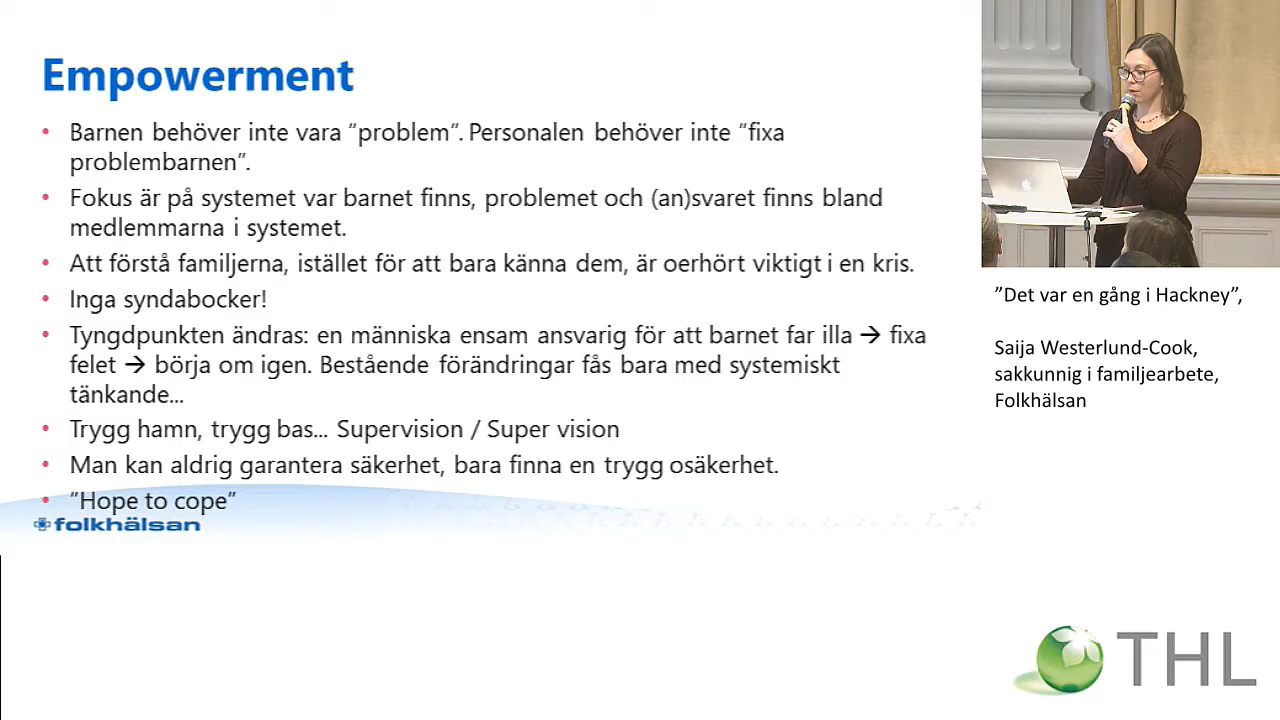 Empowerment
• Barnen behöver inte vara ”problem”. Personalen behöver inte ”fixa
problembarnen”.
• Fokus är på systemet var barnet finns, problemet och (an)svaret finns bland
medlemmarna i systemet.
• Att förstå familjerna, istället för att bara känna dem, är oerhört viktigt i en kris.
• Inga syndabocker!
• Tyngdpunkten ändras: en människa ensam ansvarig för att barnet far illa → fixa
felet → börja om igen. Bestående förändringar fås bara med systemiskt
tänkande...
• Trygg hamn, trygg bas... Supervision / Super vision
• Man kan aldrig garantera säkerhet, bara finna en trygg osäkerhet.
• ”Hope to cope”
folkhälsan
”Det var en gång i Hackney”,
Saija Westerlund-Cook,
sakkunnig i familjearbete,
Folkhälsan
THL